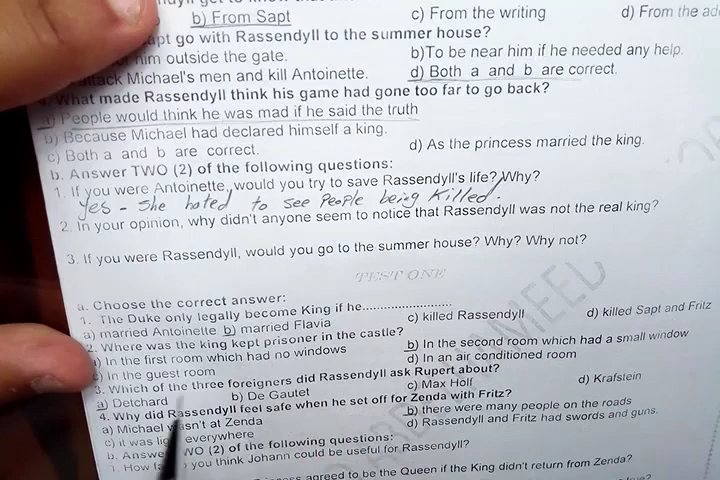 b) From Sapt c) From the writing d) From the
go with Rassendyll to the summer house?
him outside the gate. b)To be near him if he needed any help.
Michael's men and kill Antoinette. d) Both a and b are correct.
What made Rassendyll think his game had gone too far to go back?
a) People would think he was mad if he said the truth
b) Because Michael had declared himself a king.
c) Both a and b are correct. d) As the princess married the king.
b. Answer TWO (2) of the following questions:
1. If you were Antoinette, would you try to save Rassendyll's life? Why?
Yes - She hated to see People being Killed.
2. In your opinion, why didn't anyone seem to notice that Rassendyll was not the real king?
3. If you were Rassendyll, would you go to the summer house? Why? Why not?
TEST ONE
a. Choose the correct answer:
1. The Duke only legally become King if he........................
a) married Antoinette b) married Flavia c) killed Rassendyll d) killed Sapt and Fritz
2. Where was the king kept prisoner in the castle?
a) In the first room which had no windows b) In the second room which had a small window
c) In the guest room d) In an air conditioned room
3. Which of the three foreigners did Rassendyll ask Rupert about?
a) Detchard b) De Gautet c) Max Holf d) Krafstein
4. Why did Rassendyll feel safe when he set off for Zenda with Fritz?
a) Michael wasn't at Zenda b) there were many people on the roads
c) it was everywhere d) Rassendyll and Fritz had swords and guns.
b. Answer TWO (2) of the following questions:
1. How do you think Johann could be useful for Rassendyll?
agreed to be the Queen if the King didn't return from Zenda?